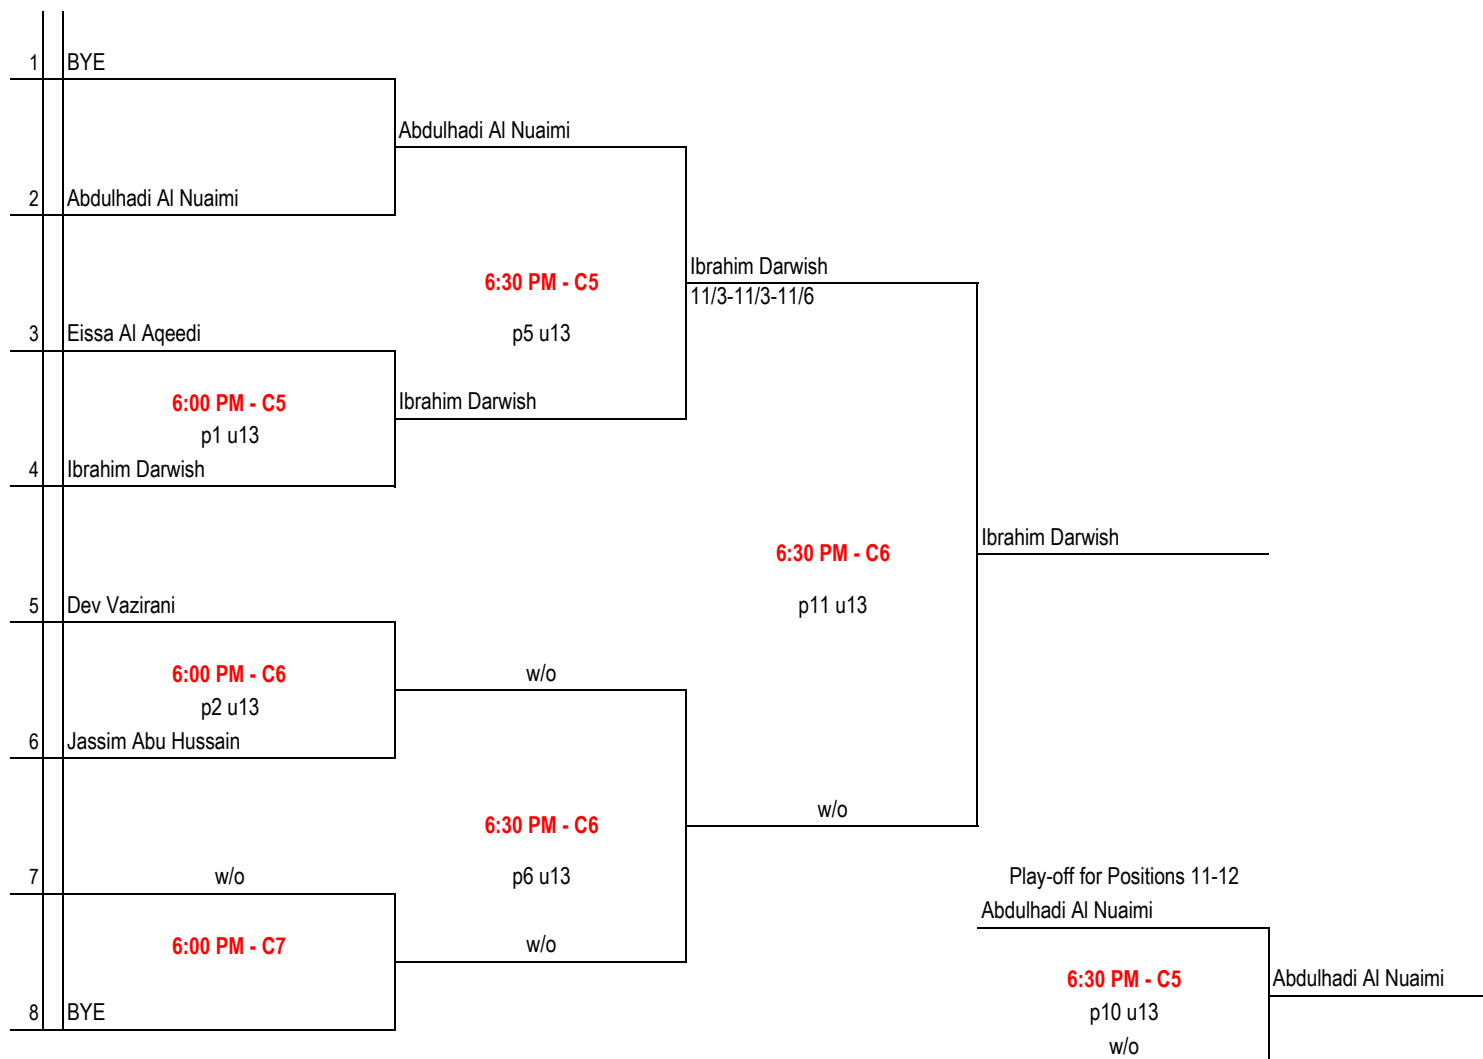 1 BYE
Abdulhadi Al Nuaimi
2 Abdulhadi Al Nuaimi
Ibrahim Darwish
6:30 PM - C5
11/3-11/3-11/6
3 Eissa Al Aqeedi
p5 u13
6:00 PM - C5
Ibrahim Darwish
p1 u13
4 Ibrahim Darwish
Ibrahim Darwish
6:30 PM - C6
5 Dev Vazirani
p11 u13
6:00 PM - C6
w/o
p2 u13
6 Jassim Abu Hussain
w/o
6:30 PM - C6
7 w/o
p6 u13
Play-off for Positions 11-12
Abdulhadi Al Nuaimi
6:00 PM - C7
w/o
6:30 PM - C5
Abdulhadi Al Nuaimi
8 BYE
p10 u13
w/o